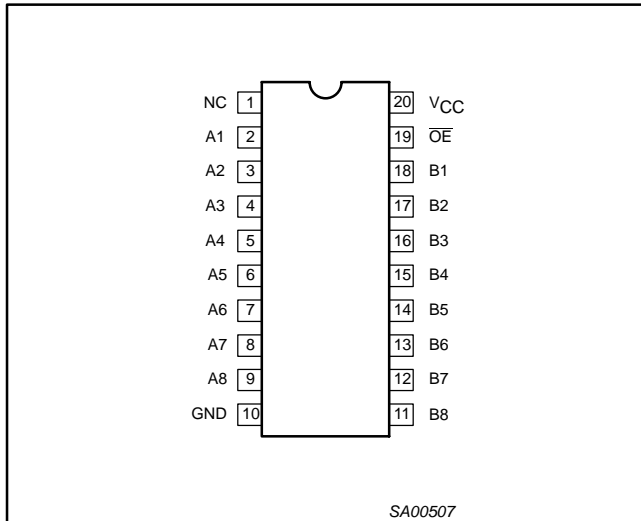 NC 1 20 VCC
A1 2 19 OE
A2 3 18 B1
A3 4 17 B2
A4 5 16 B3
A5 6 15 B4
A6 7 14 B5
A7 8 13 B6
A8 9 12 B7
GND 10 11 B8
SA00507